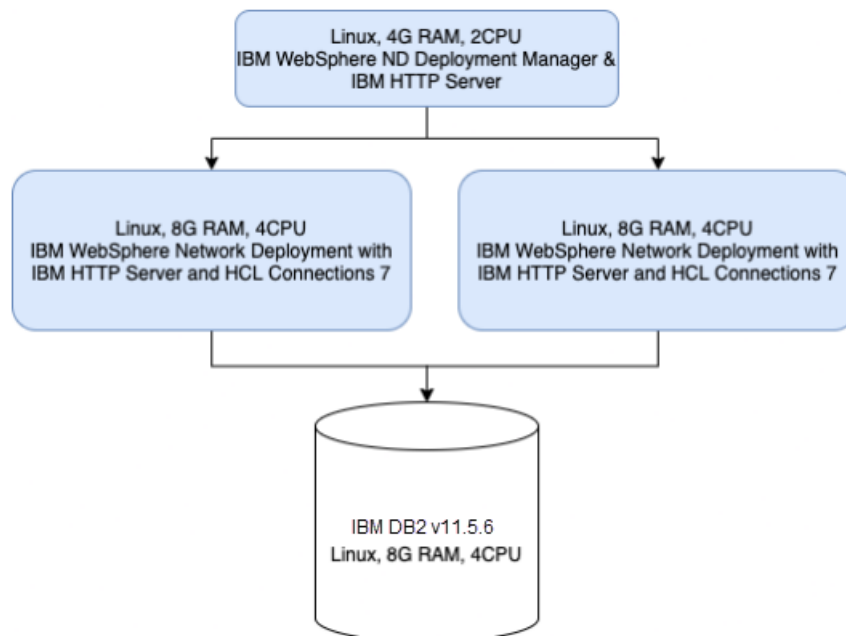 Linux, 4G RAM, 2CPU
IBM WebSphere ND Deployment Manager &
IBM HTTP Server
Linux, 8G RAM, 4CPU
IBM WebSphere Network Deployment with
IBM HTTP Server and HCL Connections 7
Linux, 8G RAM, 4CPU
IBM WebSphere Network Deployment with
IBM HTTP Server and HCL Connections 7
IBM DB2 v11.5.6
Linux, 8G RAM, 4CPU